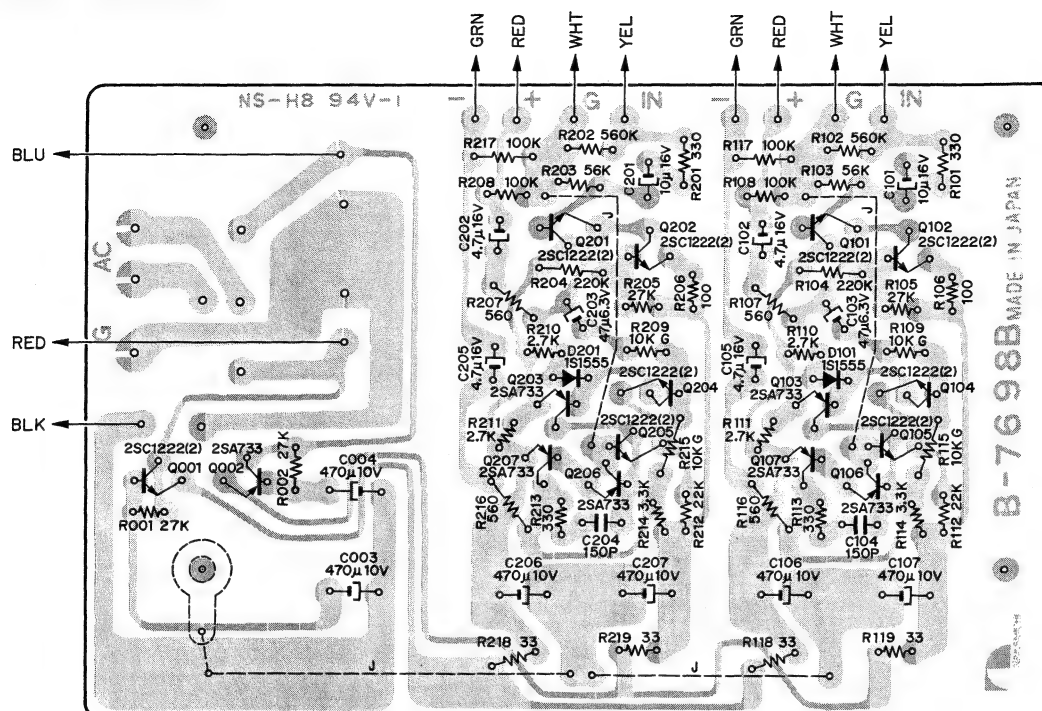 GRN RED WHT YEL GRN RED WHT YEL
NS-H8 94V-I - + G IN - + G IN
BLU
RED
BLK
AC
G
R217 100K
R202 560K
R203 56K
R208 100K
C201 10μ16V
R201 330
C202 4.7μ16V
J
Q201
2SC1222(2)
Q202
2SC1222(2)
R204 220K
R205
27K
R206
100
R207
560
C203
47μ6.3V
R210
2.7K
R209
10K G
C205
4.7μ16V
D201
1S1555
Q203
2SA733
2SC1222(2)
Q204
R211
2.7K
2SC1222(2)
Q205
R215
10K G
Q207
2SA733
Q206
2SA733
R216
560
R213
330
C204
150P
R214 3.3K
R212 22K
C206
470μ10V
C207
470μ10V
R218 33
R219 33
R117 100K
R102 560K
R103 56K
R108 100K
C101
10μ16V
R101 330
C102
4.7μ16V
J
Q101
2SC1222(2)
Q102
2SC1222(2)
R104 220K
R105
27K
R106
100
R107
560
C103
47μ6.3V
R110
2.7K
R109
10K G
C105
4.7μ16V
D101
1S1555
Q103
2SA733
2SC1222(2)
Q104
R111
2.7K
2SC1222(2)
Q105
R115
10K G
Q107
2SA733
Q106
2SA733
R116
560
R113
330
C104
150P
R114 3.3K
R112 22K
C106
470μ10V
C107
470μ10V
R118 33
R119 33
2SC1222(2)
Q001
2SA733
Q002
R002 27K
C004
470μ10V
R001 27K
C003
470μ10V
J
J
B-7698B MADE IN JAPAN